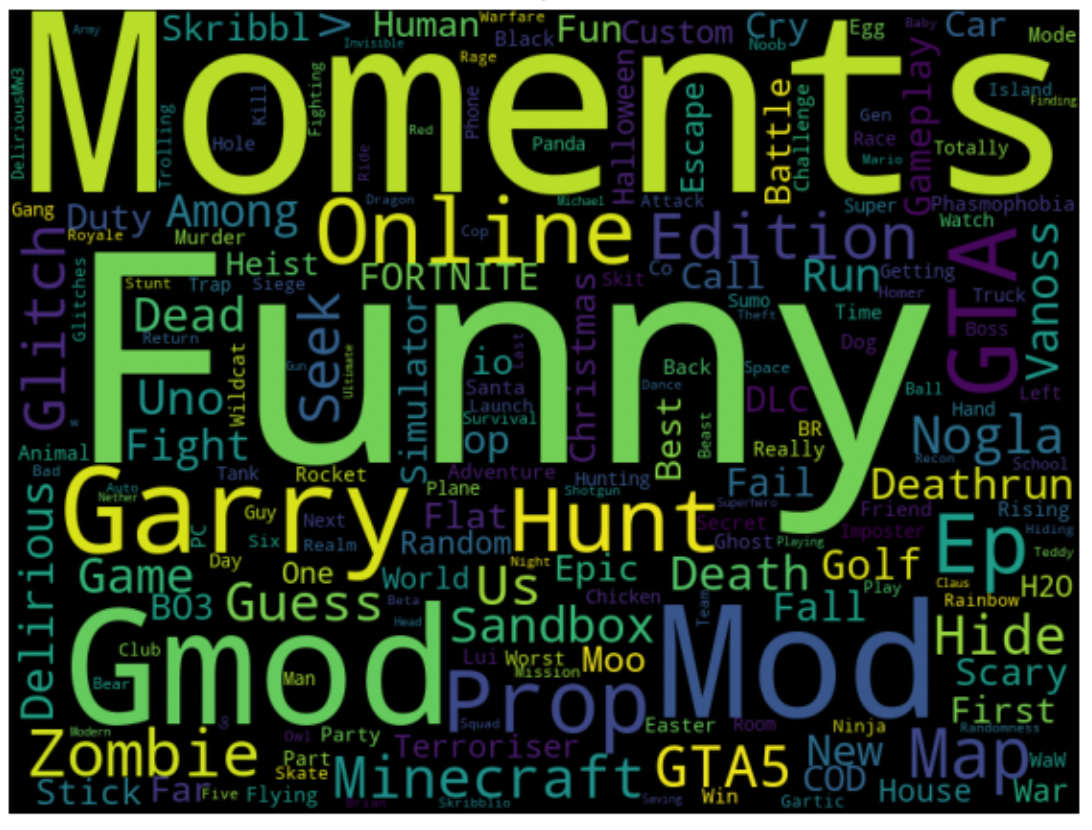 Army Skribbl V Human Warfare Fun Custom Cry Egg Baby Car Mode
Invisible Black Noob
Moments
DeliriousMW3 Trolling Hole Kill Fighting Ride Red Phone Rage Panda Halloween Escape Battle Challenge Gen Race Mario Gameplay Totally Island Finding
Gang Duty Among Dragon Michael Attack Super Phasmophobia
Royale Murder Online Cop Edition Watch
Glitch Glitches Heist FORTNITE Skit Co Call Run Getting GTA Vanoss
Stunt Trap Siege Christmas Sumo Theft Time Homer Truck
Dead Seek Simulator io Last Boss
Return Funny Dog
Uno Wildcat Gun Ultimate Santa Launch Back Space Dance DLC Ball Left
w Survival Best Beast BR Hand
Animal Fight op Really Nogla
Bad Tank Rocket Adventure Hunting Fail Recon School
Auto Nether Plane Shotgun Superhero Deathrun
Garry Hunt
Guy Next Flat Secret Friend Rising
Delirious PC Six Realm Random Ghost Playing Imposter Ep Hiding
Day Night Golf Teddy
Game One World Us Epic Death Play Claus H2O
BO3 Guess Beta Chicken Team Fall Rainbow
Head Sandbox Mod Hide
Club Gmod Lui Worst Moo Scary
Bear Man Mission Prop
Squad Easter Room Ninja First
Modern Owl g Party Randomness
Zombie Part Terroriser New Map WaW
Skate Minecraft GTA5 COD
Stick Far Five Flying Brian Skribblio Saving Win Gartic House War